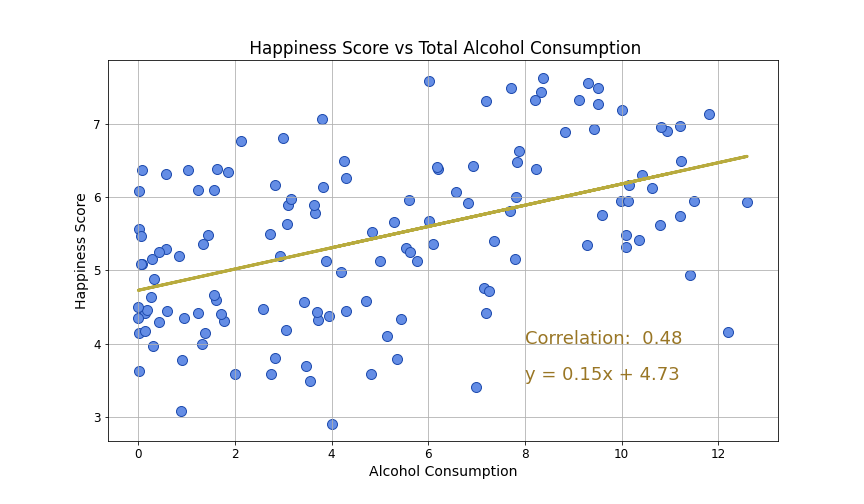 Happiness Score vs Total Alcohol Consumption
7
6
5
4
3
Happiness Score
Correlation:  0.48
y = 0.15x + 4.73
0 2 4 6 8 10 12
Alcohol Consumption